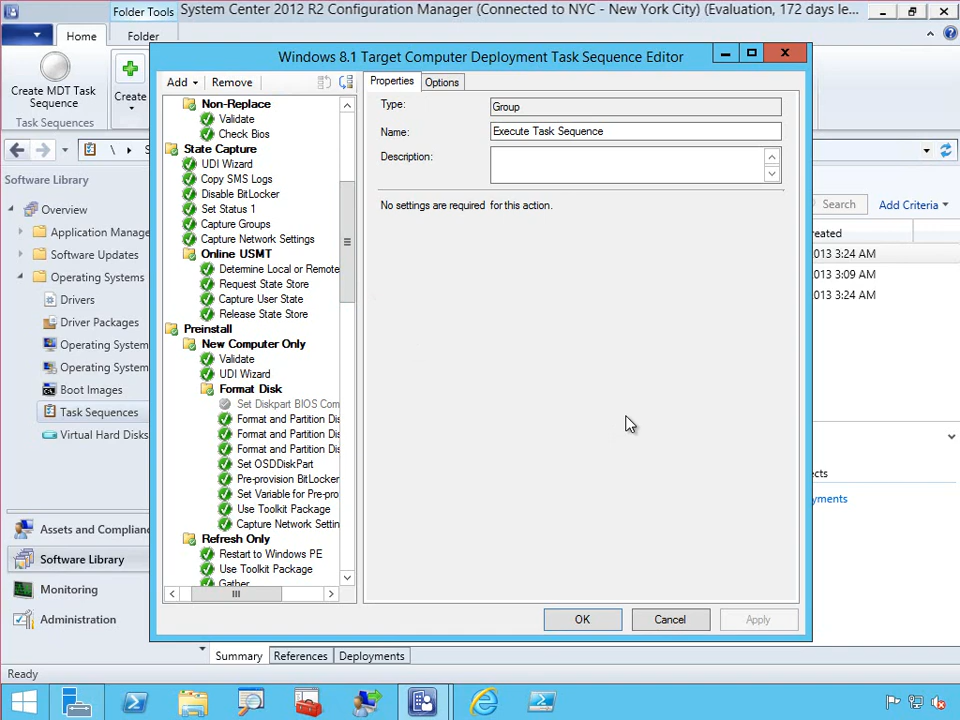 Folder Tools
System Center 2012 R2 Configuration Manager (Connected to NYC - New York City) (Evaluation, 172 days le...
Home
Folder
Create MDT Task
Sequence
Create
Task Sequences
\
S
Search
Add Criteria
Software Library
Overview
Application Manage
Software Updates
Operating Systems
Drivers
Driver Packages
Operating System
Operating System
Boot Images
Task Sequences
Virtual Hard Disks
Assets and Complianc
Software Library
Monitoring
Administration
Windows 8.1 Target Computer Deployment Task Sequence Editor
Add
Remove
Non-Replace
Validate
Check Bios
State Capture
UDI Wizard
Copy SMS Logs
Disable BitLocker
Set Status 1
Capture Groups
Capture Network Settings
Online USMT
Determine Local or Remote
Request State Store
Capture User State
Release State Store
Preinstall
New Computer Only
Validate
UDI Wizard
Format Disk
Set Diskpart BIOS Com
Format and Partition Dis
Format and Partition Dis
Format and Partition Dis
Set OSDDiskPart
Pre-provision BitLocker
Set Variable for Pre-pro
Use Toolkit Package
Capture Network Settin
Refresh Only
Restart to Windows PE
Use Toolkit Package
Gather
Properties
Options
Type:
Group
Name:
Execute Task Sequence
Description:
No settings are required for this action.
OK
Cancel
Apply
reated
2013 3:24 AM
2013 3:09 AM
2013 3:24 AM
ects
oyments
Summary
References
Deployments
Ready